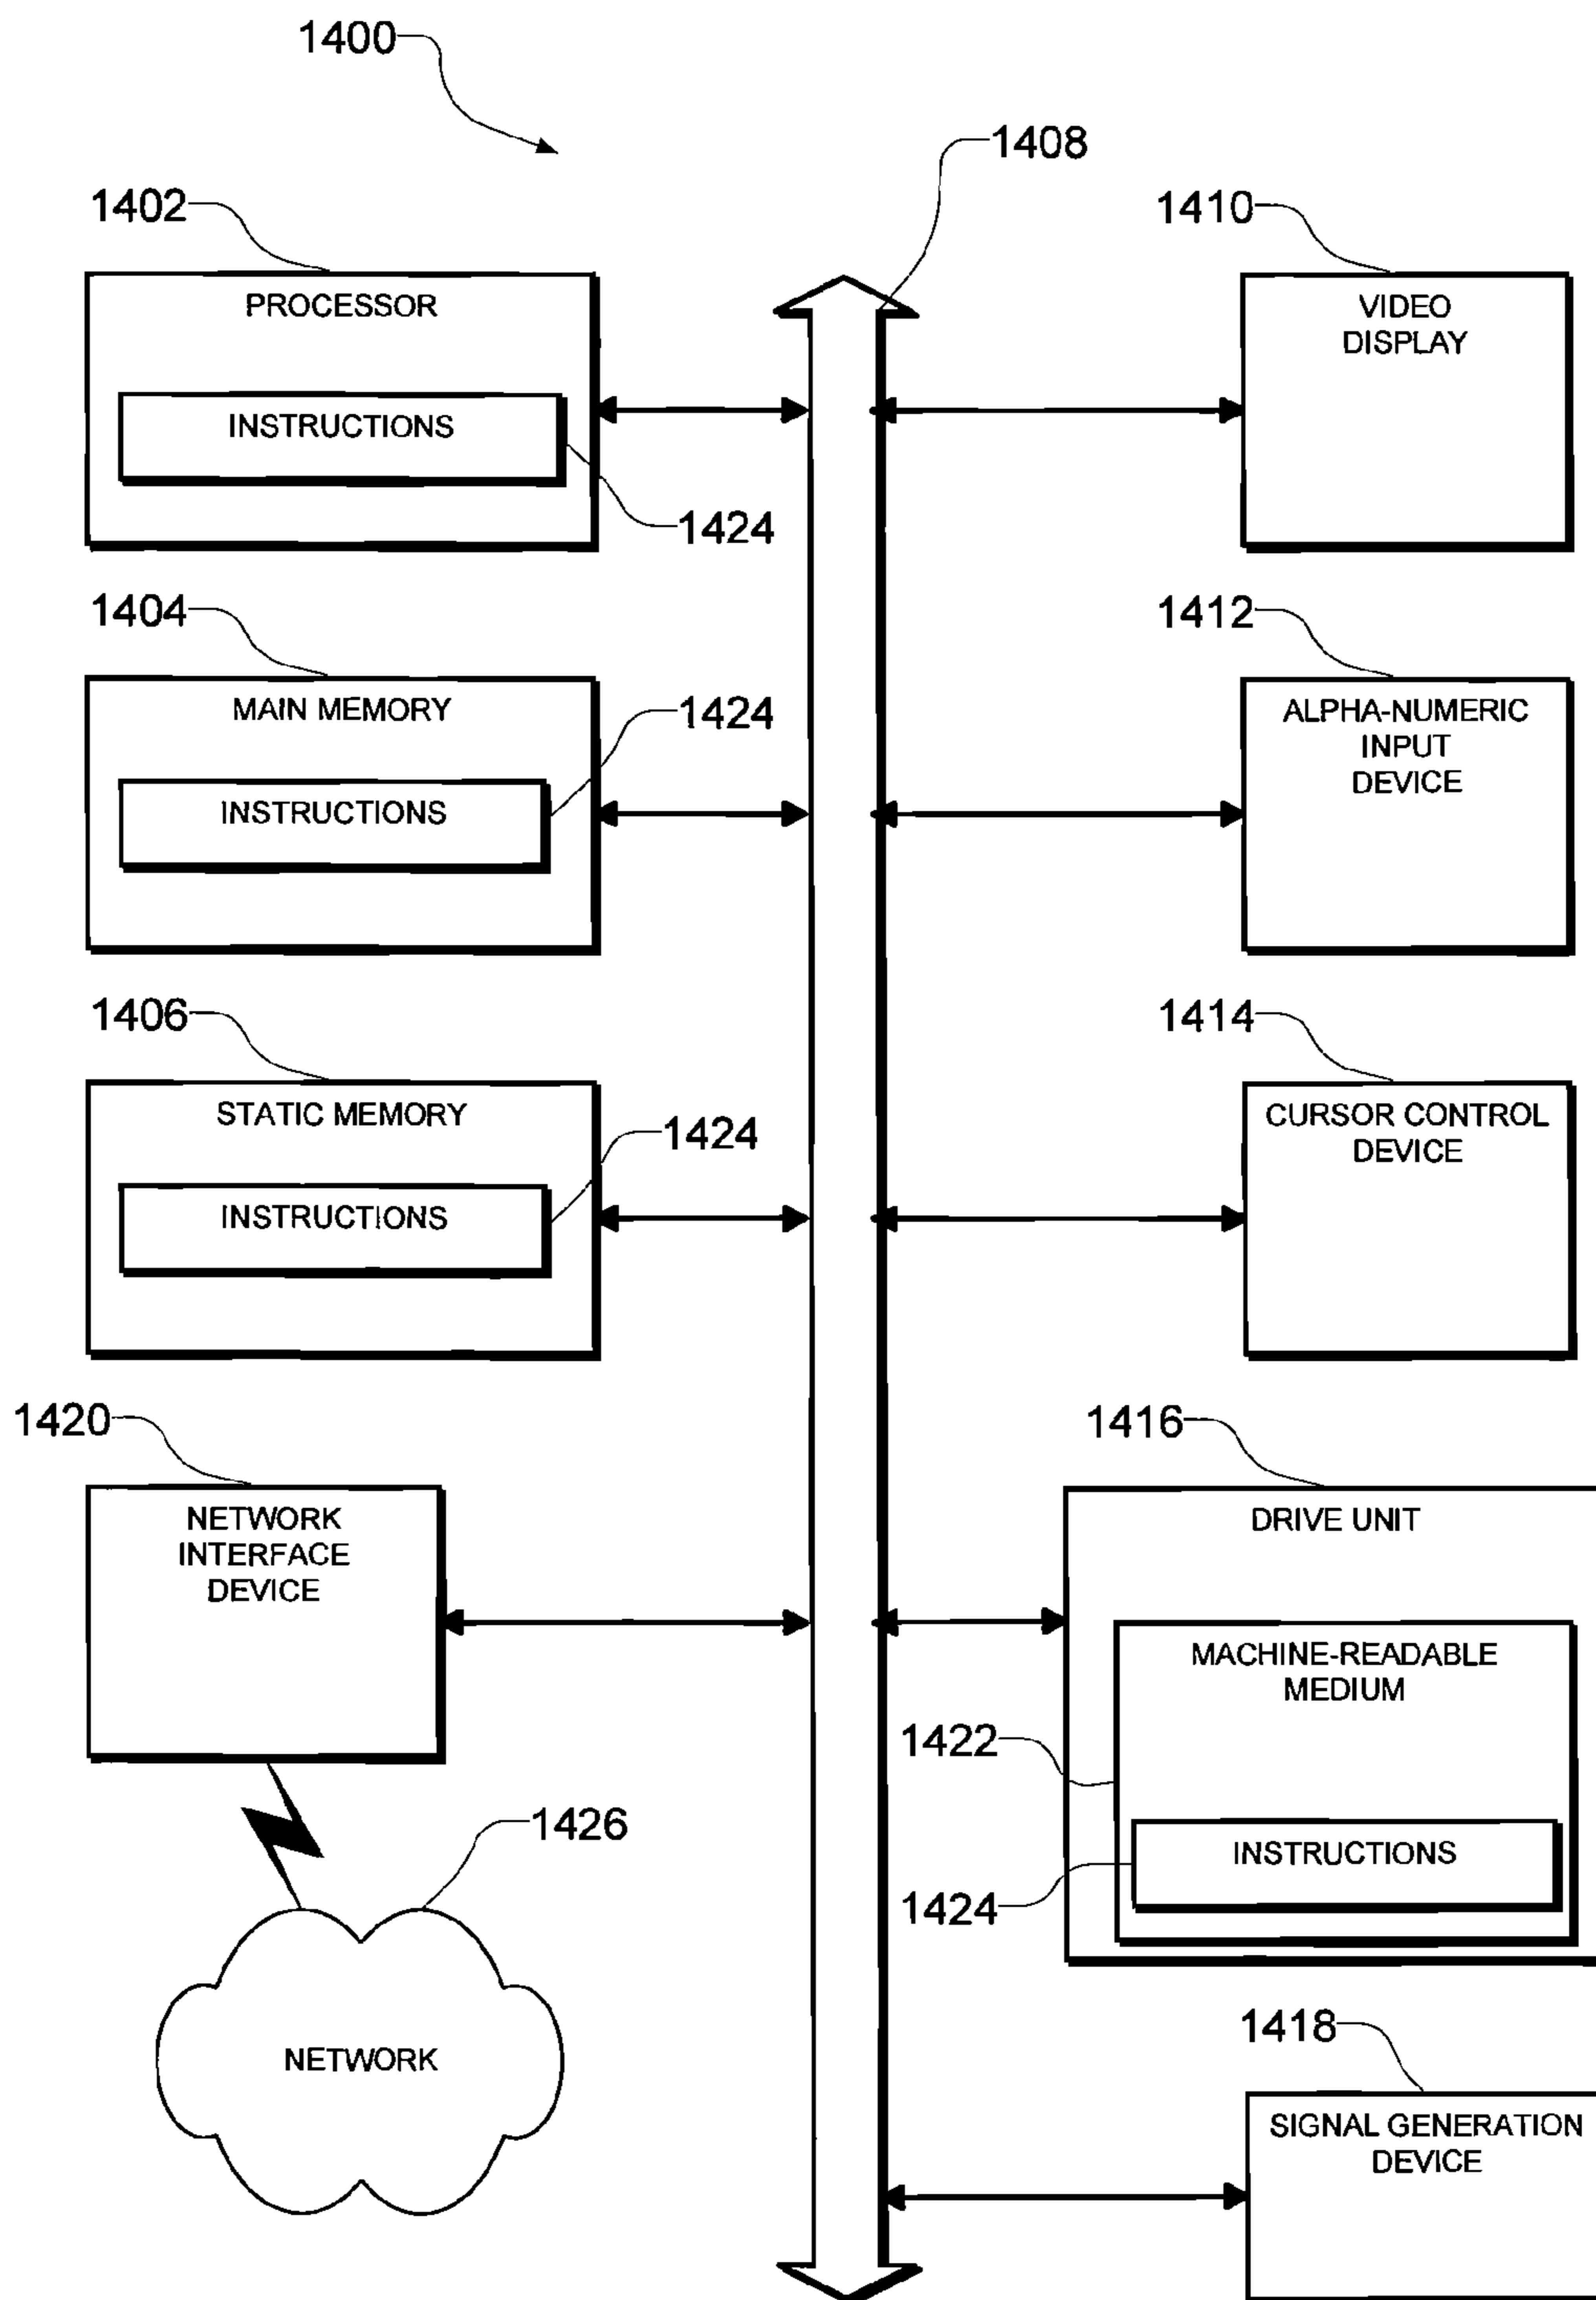 1400
1408
1402
1410
PROCESSOR
INSTRUCTIONS
1424
VIDEO
DISPLAY
1404
1412
MAIN MEMORY
1424
INSTRUCTIONS
ALPHA-NUMERIC
INPUT
DEVICE
1406
1414
STATIC MEMORY
1424
INSTRUCTIONS
CURSOR CONTROL
DEVICE
1420
1416
NETWORK
INTERFACE
DEVICE
DRIVE UNIT
MACHINE-READABLE
MEDIUM
1422
INSTRUCTIONS
1424
1426
NETWORK
1418
SIGNAL GENERATION
DEVICE